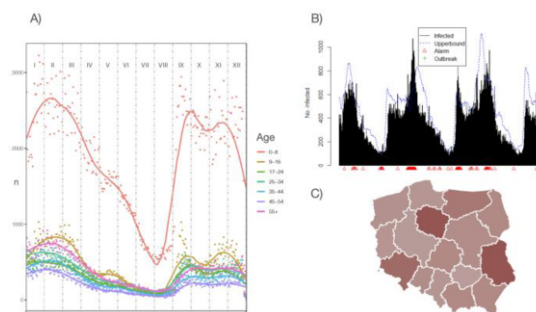 A)
I II III IV V VI VII VIII IX X XI XII
n
Age
0-8
9-16
17-24
25-34
35-44
45-54
55+
B)
Infected
Upperbound
Alarm
Outbreak
No. infected
0 200 400 600 800 1000
C)